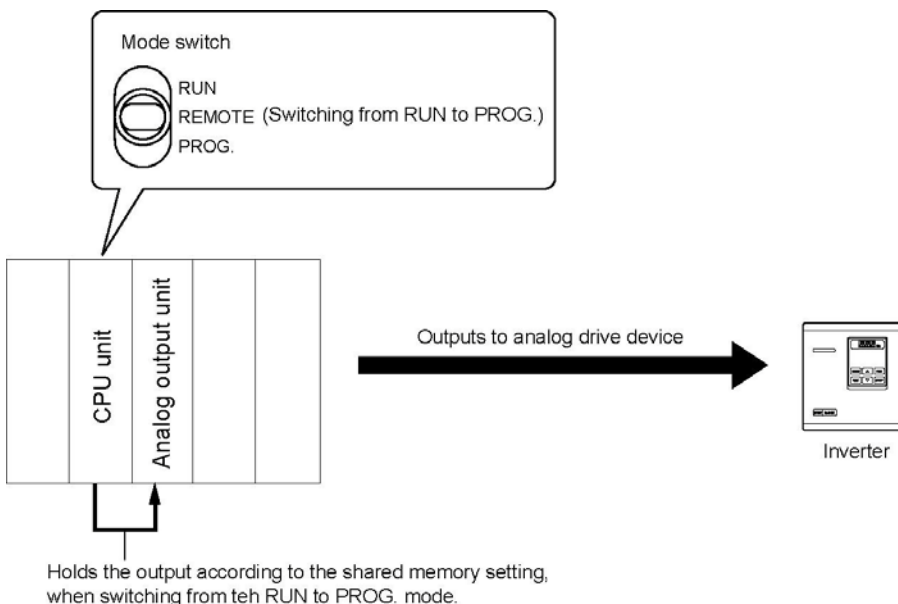 Mode switch
RUN
REMOTE (Switching from RUN to PROG.)
PROG.
CPU unit
Analog output unit
Outputs to analog drive device
Inverter
Holds the output according to the shared memory setting,
when switching from teh RUN to PROG. mode.